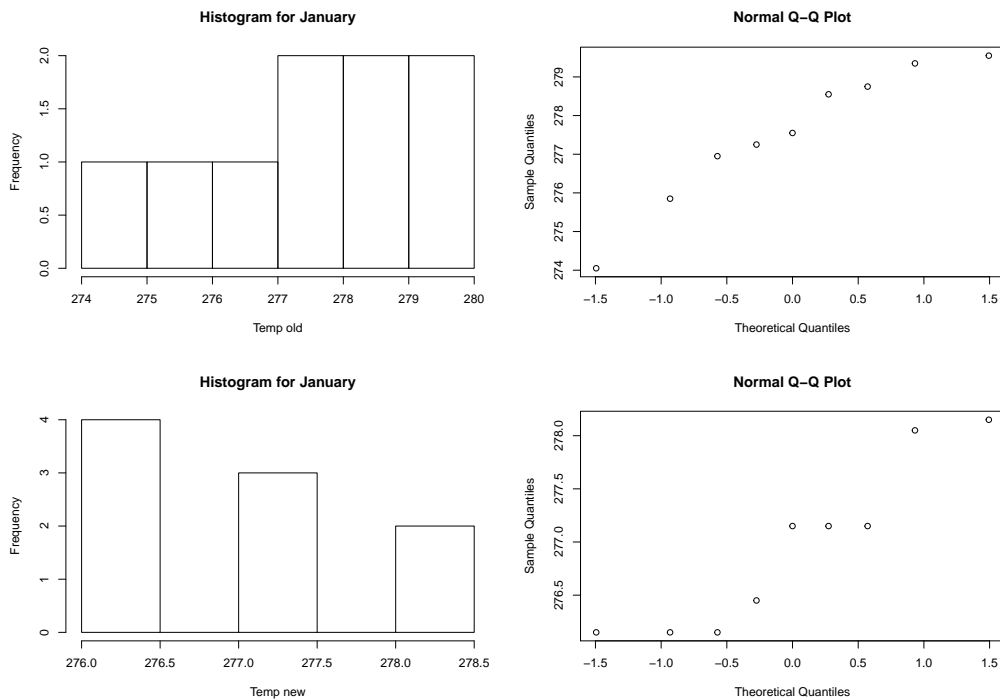 Histogram for January
Frequency
0.0 0.5 1.0 1.5 2.0
274 275 276 277 278 279 280
Temp old
Normal Q−Q Plot
Sample Quantiles
274 275 276 277 278 279
−1.5 −1.0 −0.5 0.0 0.5 1.0 1.5
Theoretical Quantiles
Histogram for January
Frequency
0 1 2 3 4
276.0 276.5 277.0 277.5 278.0 278.5
Temp new
Normal Q−Q Plot
Sample Quantiles
276.5 277.0 277.5 278.0
−1.5 −1.0 −0.5 0.0 0.5 1.0 1.5
Theoretical Quantiles